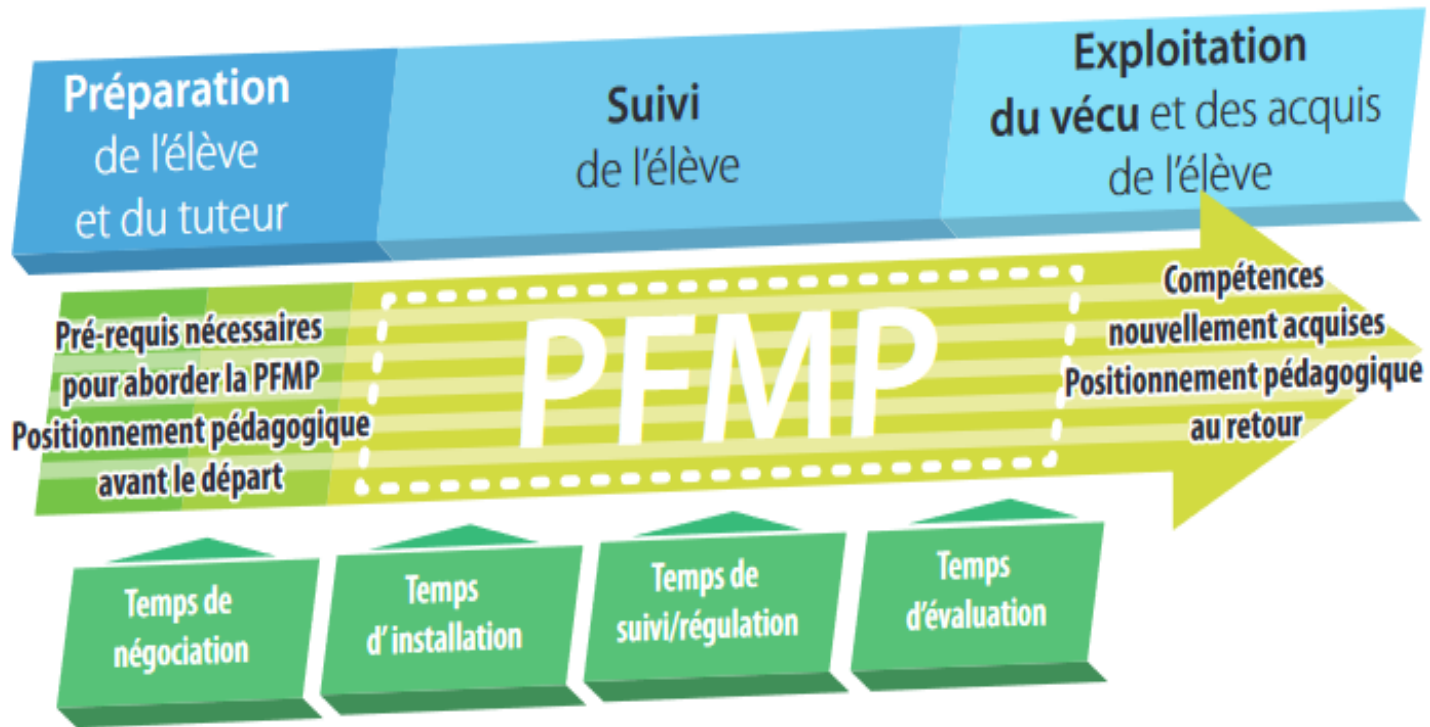 Préparation
de l'élève
et du tuteur
Suivi
de l'élève
Exploitation
du vécu et des acquis
de l'élève
Pré-requis nécessaires
pour aborder la PFMP
Positionnement pédagogique
avant le départ
PFMP
Compétences
nouvellement acquises
Positionnement pédagogique
au retour
Temps de
négociation
Temps
d' installation
Temps de
suivi/régulation
Temps
d'évaluation